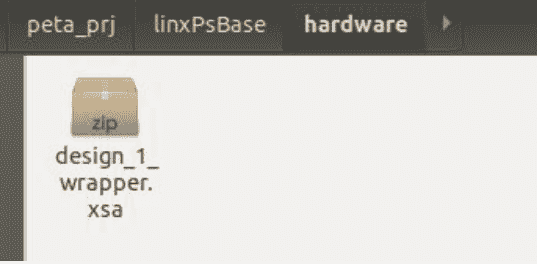 peta_prj linxPsBase hardware
zip
design_1_
wrapper.
xsa